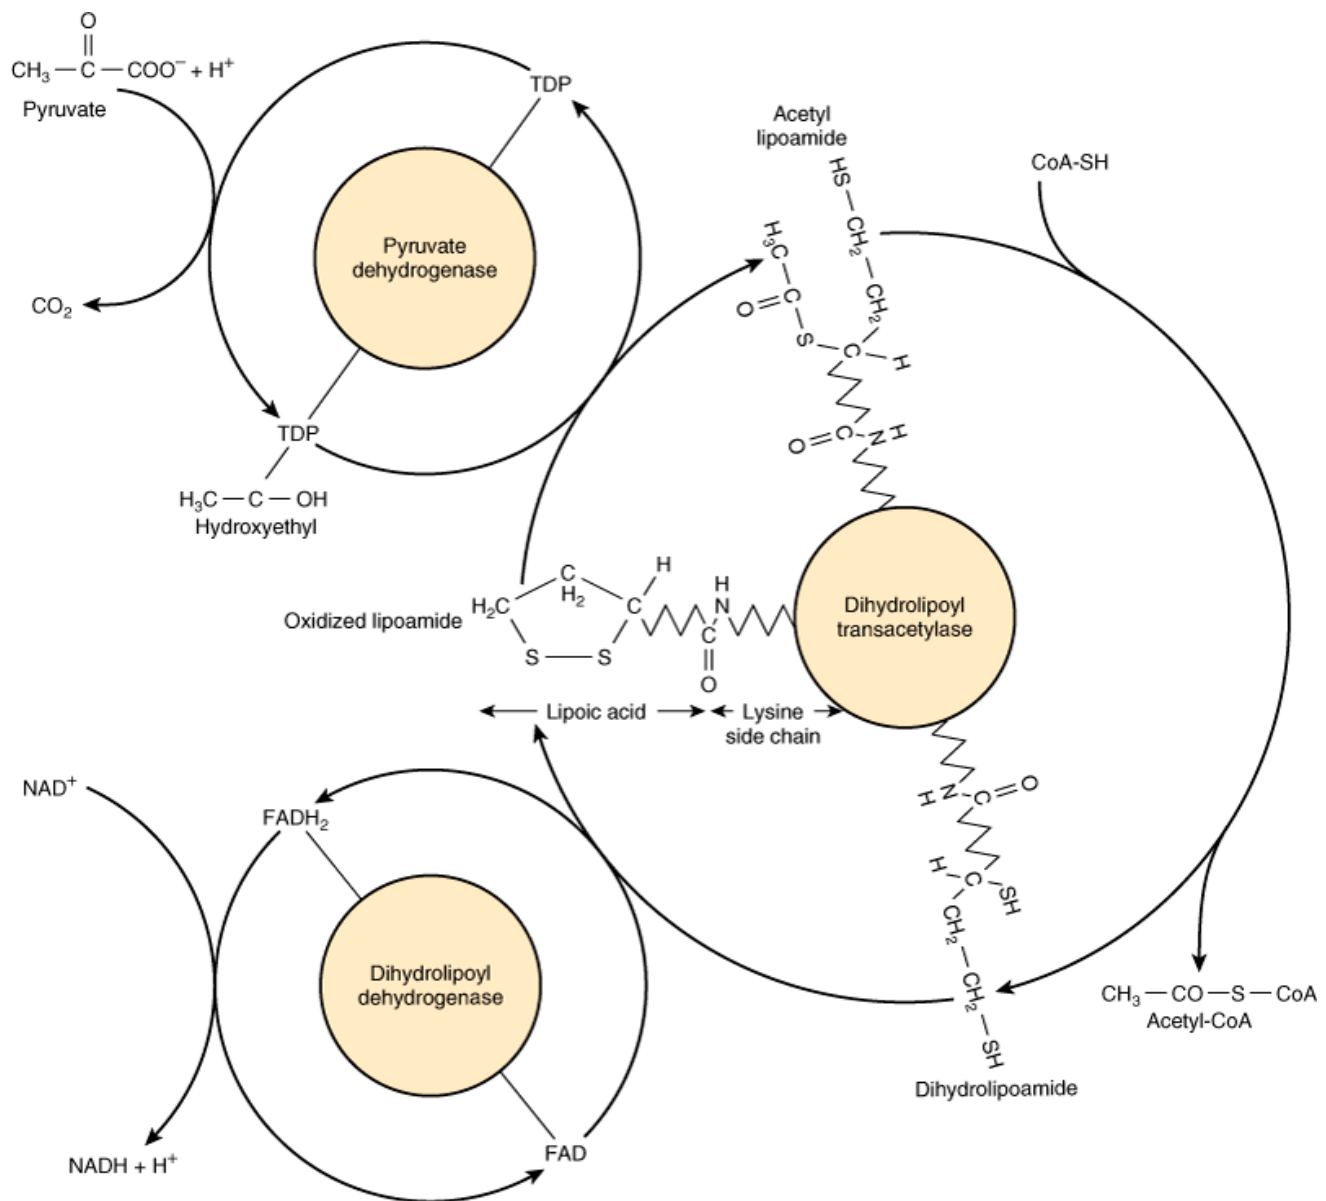 O
CH₃ — C — COO⁻ + H⁺
Pyruvate
TDP
Pyruvate
dehydrogenase
CO₂
TDP
H₃C — C — OH
Hydroxyethyl
Acetyl
lipoamide
HS — CH₂ — CH₂
H₃C
O = C
S — C — H
O = C — N H
CoA-SH
Oxidized lipoamide
H₂C
C
H₂
C
H
S — S
H
N
C
O
Lipoic acid
Lysine
side chain
Dihydrolipoyl
transacetylase
H N — C = O
H — C — SH
CH₂ — CH₂ — SH
Dihydrolipoamide
CH₃ — CO — S — CoA
Acetyl-CoA
NAD⁺
FADH₂
Dihydrolipoyl
dehydrogenase
NADH + H⁺
FAD